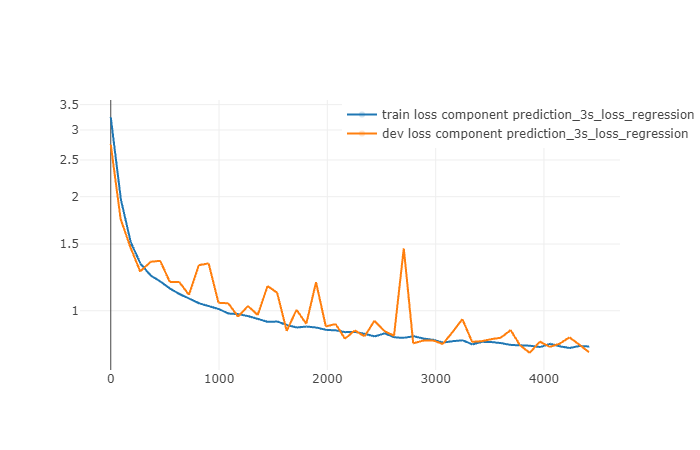 3.5
train loss component prediction_3s_loss_regression
3
dev loss component prediction_3s_loss_regression
2.5
2
1.5
1
0 1000 2000 3000 4000